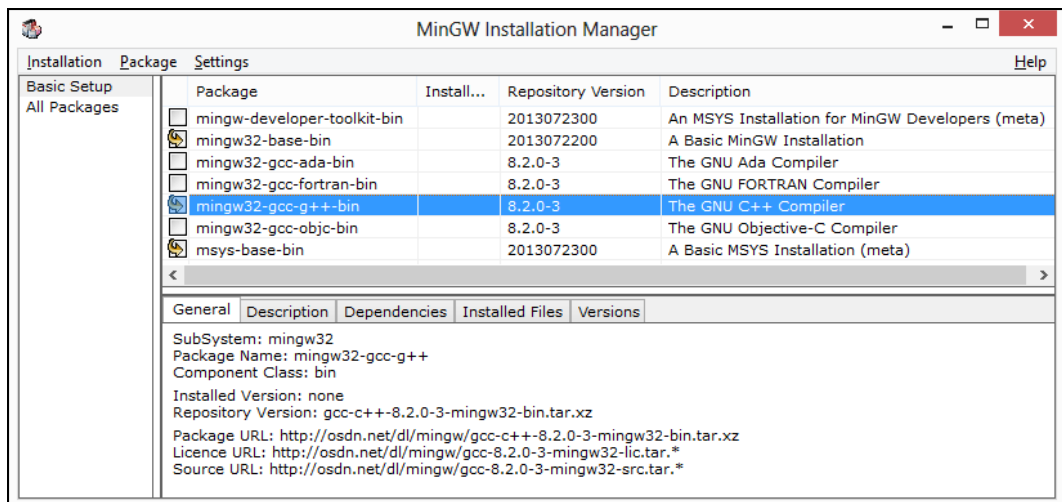 MinGW Installation Manager
Installation Package Settings Help
Basic Setup
All Packages
Package Install... Repository Version Description
mingw-developer-toolkit-bin 2013072300 An MSYS Installation for MinGW Developers (meta)
mingw32-base-bin 2013072200 A Basic MinGW Installation
mingw32-gcc-ada-bin 8.2.0-3 The GNU Ada Compiler
mingw32-gcc-fortran-bin 8.2.0-3 The GNU FORTRAN Compiler
mingw32-gcc-g++-bin 8.2.0-3 The GNU C++ Compiler
mingw32-gcc-objc-bin 8.2.0-3 The GNU Objective-C Compiler
msys-base-bin 2013072300 A Basic MSYS Installation (meta)
General Description Dependencies Installed Files Versions
SubSystem: mingw32
Package Name: mingw32-gcc-g++
Component Class: bin
Installed Version: none
Repository Version: gcc-c++-8.2.0-3-mingw32-bin.tar.xz
Package URL: http://osdn.net/dl/mingw/gcc-c++-8.2.0-3-mingw32-bin.tar.xz
Licence URL: http://osdn.net/dl/mingw/gcc-8.2.0-3-mingw32-lic.tar.*
Source URL: http://osdn.net/dl/mingw/gcc-8.2.0-3-mingw32-src.tar.*